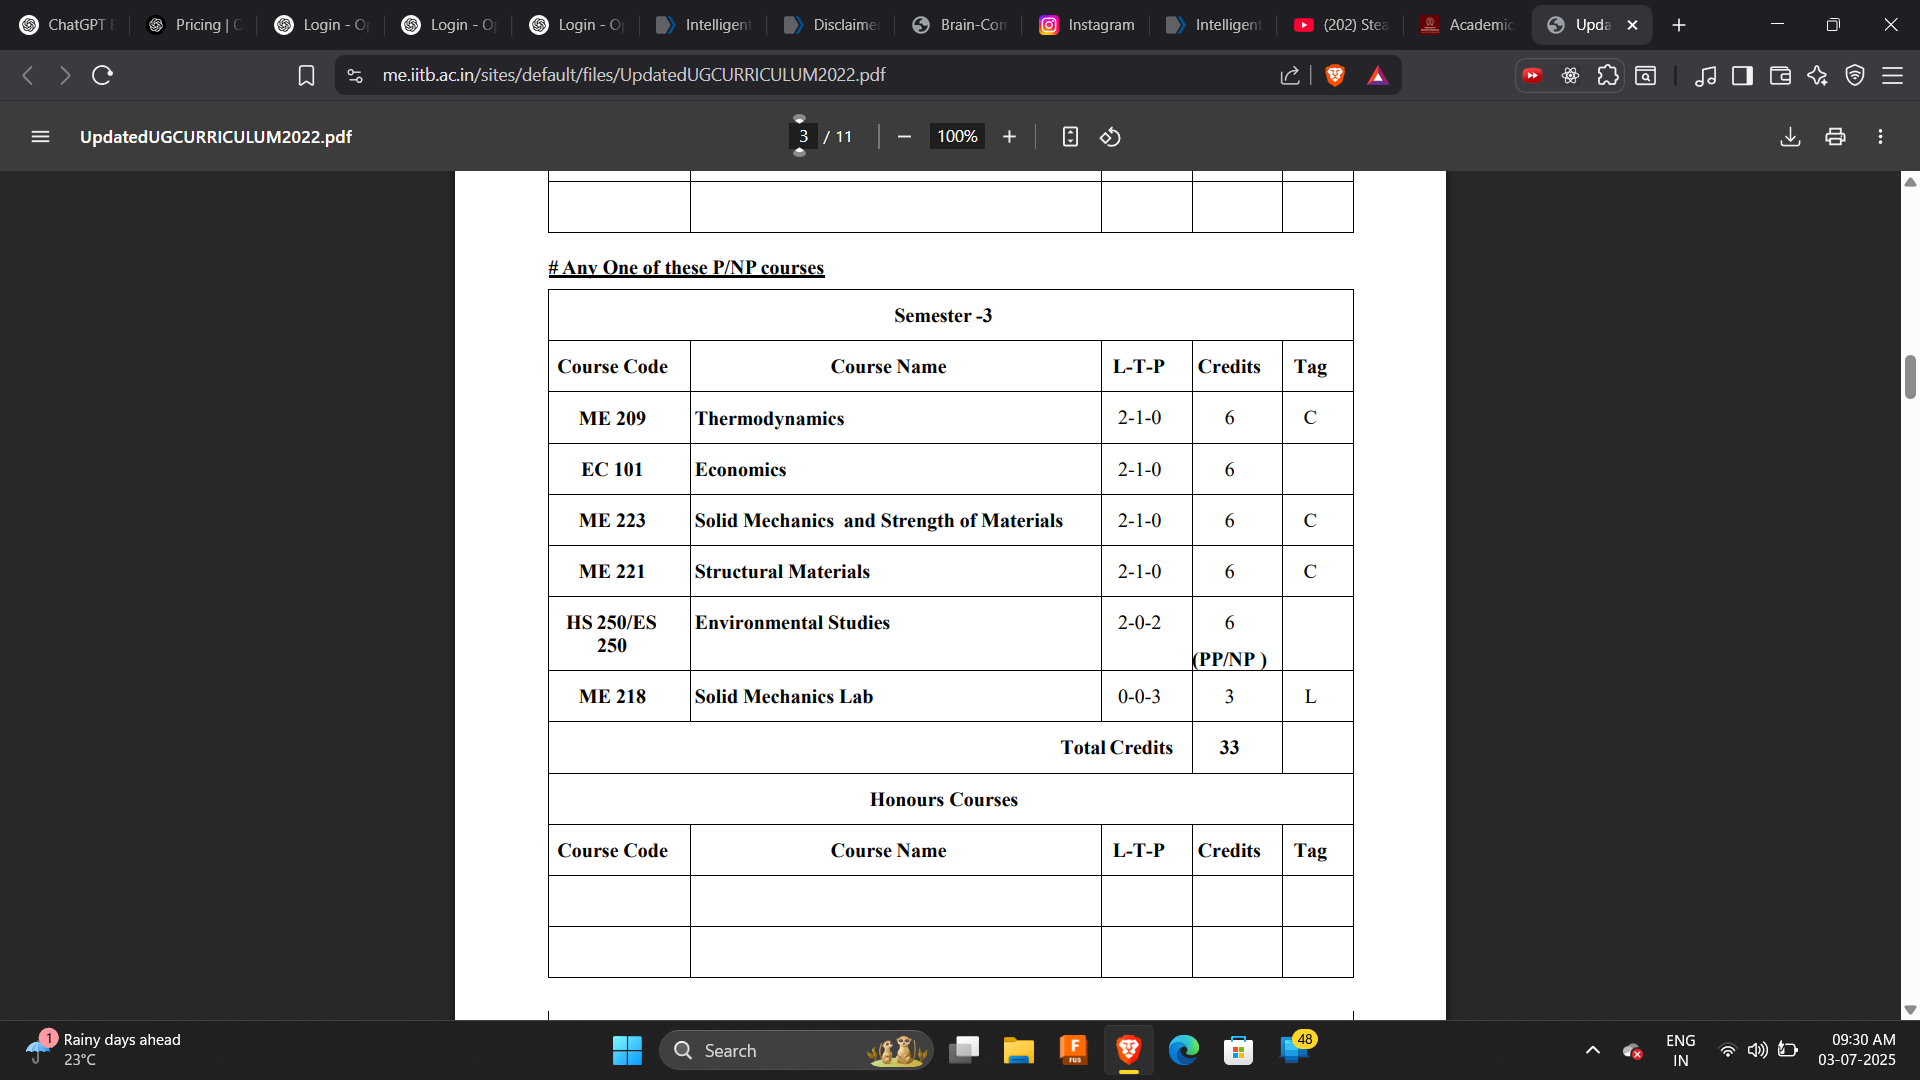 ChatGPT
Pricing |
Login - O
Login - Op
Login - Op
Intelligent
Disclaime
Brain-Com
Instagram
Intelligent
(202) Stea
Academic
Upda
me.iitb.ac.in/sites/default/files/UpdatedUGCURRICULUM2022.pdf
UpdatedUGCURRICULUM2022.pdf
3 / 11
100%
# Any One of these P/NP courses
Semester -3
Course Code Course Name L-T-P Credits Tag
ME 209 Thermodynamics 2-1-0 6 C
EC 101 Economics 2-1-0 6
ME 223 Solid Mechanics and Strength of Materials 2-1-0 6 C
ME 221 Structural Materials 2-1-0 6 C
HS 250/ES Environmental Studies 2-0-2 6
250
(PP/NP )
ME 218 Solid Mechanics Lab 0-0-3 3 L
Total Credits 33
Honours Courses
Course Code Course Name L-T-P Credits Tag
1
Rainy days ahead
23°C
Search
F
FUS
48
ENG
IN
09:30 AM
03-07-2025